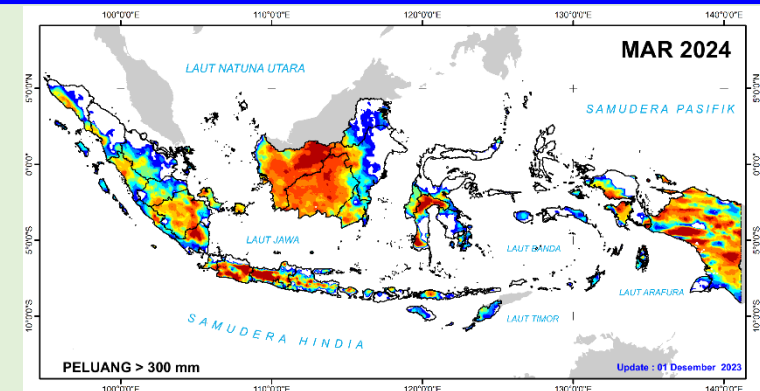 100°0'0"E 110°0'0"E 120°0'0"E 130°0'0"E 140°0'0"E
MAR 2024
LAUT NATUNA UTARA
5°0'0"N 5°0'0"N
SAMUDERA PASIFIK
0°0'0" 0°0'0"
LAUT JAWA
LAUT BANDA
5°0'0"S 5°0'0"S
LAUT ARAFURA
SAMUDERA HINDIA
LAUT TIMOR
10°0'0"S 10°0'0"S
PELUANG > 300 mm
Update : 01 Desember 2023
100°0'0"E 110°0'0"E 120°0'0"E 130°0'0"E 140°0'0"E